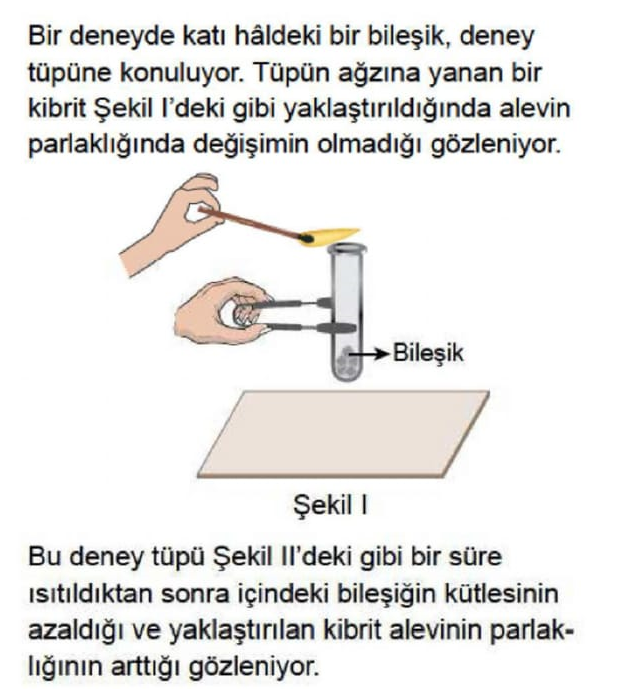 Bir deneyde katı hâldeki bir bileşik, deney
tüpüne konuluyor. Tüpün ağzına yanan bir
kibrit Şekil I'deki gibi yaklaştırıldığında alevin
parlaklığında değişimin olmadığı gözleniyor.
Bileşik
Şekil I
Bu deney tüpü Şekil II'deki gibi bir süre
ısıtıldıktan sonra içindeki bileşiğin kütlesinin
azaldığı ve yaklaştırılan kibrit alevinin parlak-
lığının arttığı gözleniyor.